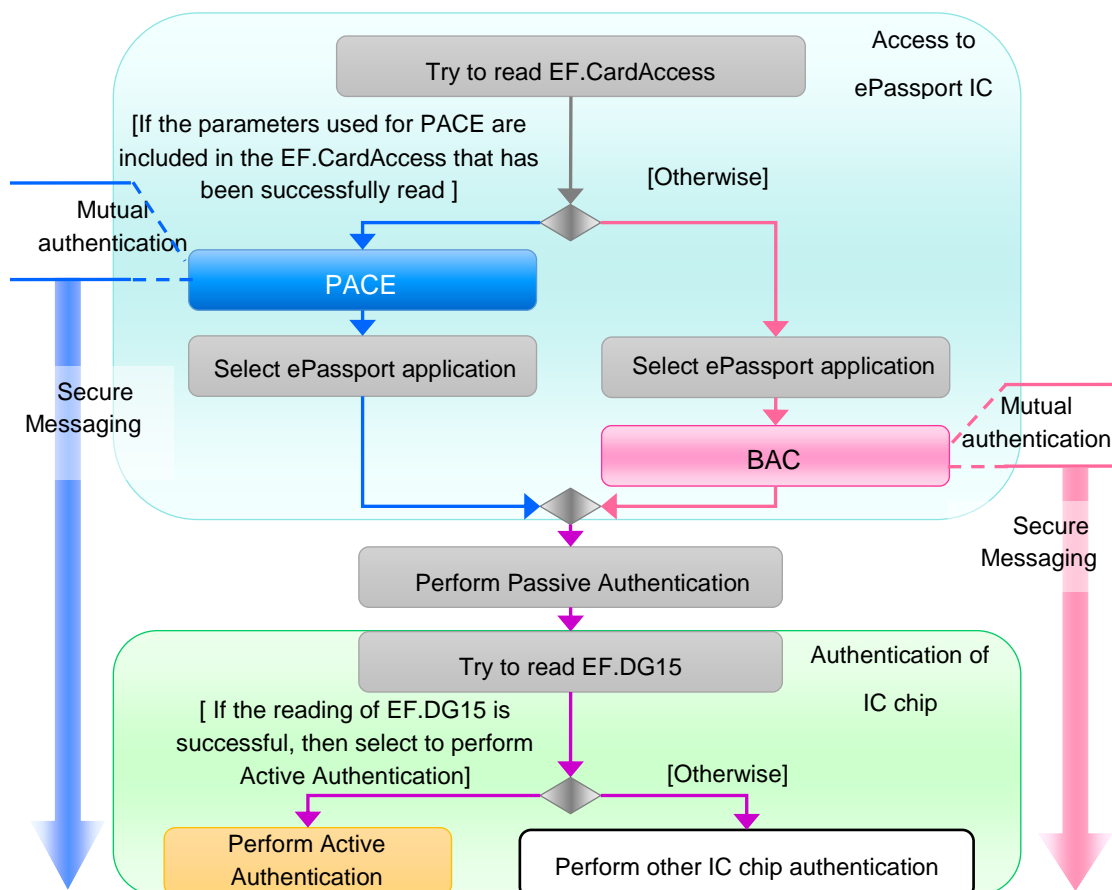 Try to read EF.CardAccess
Access to
ePassport IC
[If the parameters used for PACE are
included in the EF.CardAccess that has
been successfully read ]
[Otherwise]
Mutual
authentication
PACE
Select ePassport application
Select ePassport application
Secure
Messaging
Mutual
authentication
BAC
Secure
Messaging
Perform Passive Authentication
Try to read EF.DG15
Authentication of
IC chip
[ If the reading of EF.DG15 is
successful, then select to perform
Active Authentication]
[Otherwise]
Perform Active
Authentication
Perform other IC chip authentication